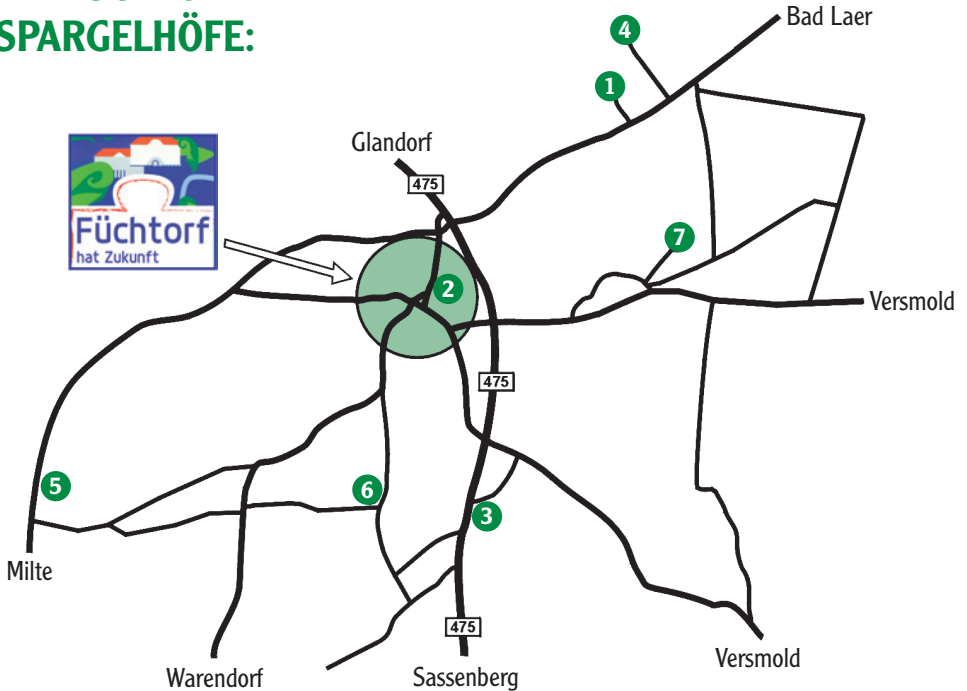 SPARGELHÖFE:
Bad Laer
4
1
Glandorf
475
Füchtorf
hat Zukunft
7
2
Versmold
475
5
6
3
Milte
475
Warendorf
Sassenberg
Versmold